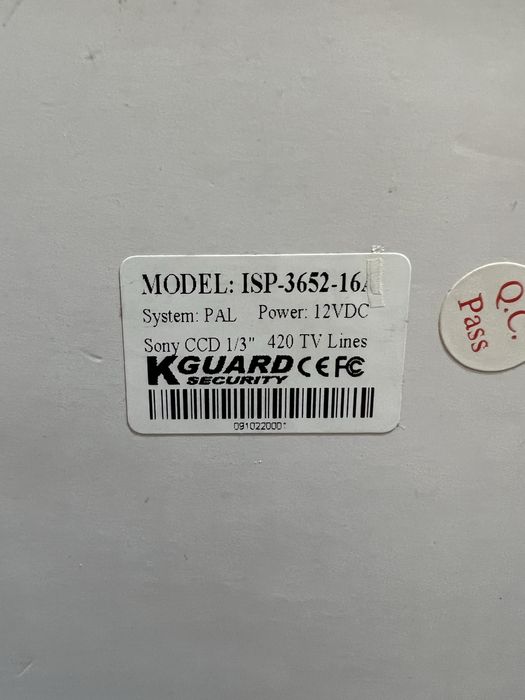 MODEL: ISP-3652-16
System: PAL Power: 12VDC
Sony CCD 1/3" 420 TV Lines
KGUARD CE FC
SECURITY
091022000
Q.C.
Pass